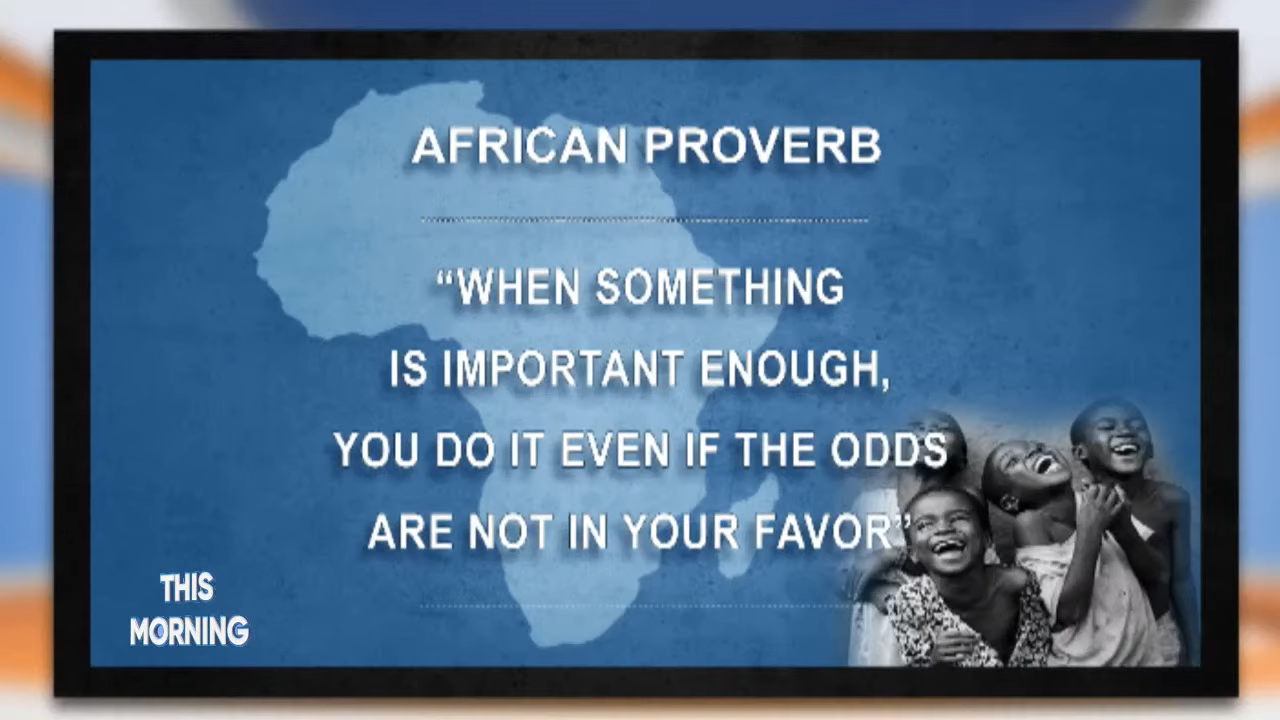 AFRICAN PROVERB
“WHEN SOMETHING
IS IMPORTANT ENOUGH,
YOU DO IT EVEN IF THE ODDS
ARE NOT IN YOUR FAVOR”
THIS
MORNING